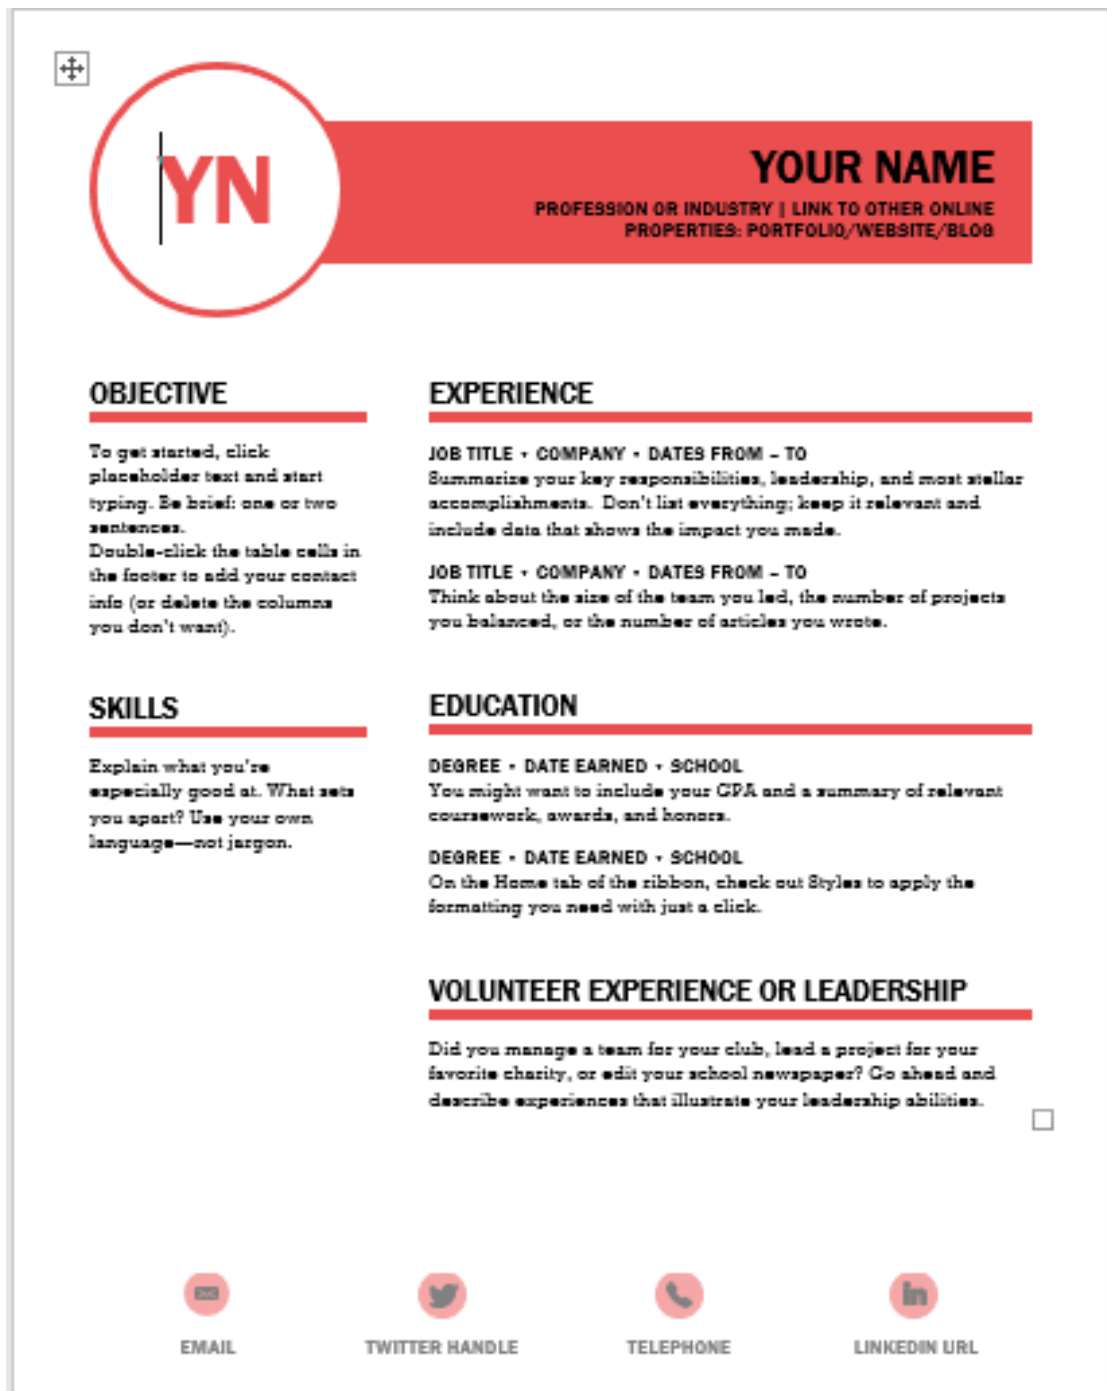 YN
YOUR NAME
PROFESSION OR INDUSTRY | LINK TO OTHER ONLINE
PROPERTIES: PORTFOLIO/WEBSITE/BLOG
OBJECTIVE
To get started, click
placeholder text and start
typing. Be brief: one or two
sentences.
Double-click the table cells in
the footer to add your contact
info (or delete the columns
you don't want).
SKILLS
Explain what you're
especially good at. What sets
you apart? Use your own
language—not jargon.
EXPERIENCE
JOB TITLE • COMPANY • DATES FROM – TO
Summarize your key responsibilities, leadership, and most stellar
accomplishments.  Don't list everything; keep it relevant and
include data that shows the impact you made.
JOB TITLE • COMPANY • DATES FROM – TO
Think about the size of the team you led, the number of projects
you balanced, or the number of articles you wrote.
EDUCATION
DEGREE • DATE EARNED • SCHOOL
You might want to include your GPA and a summary of relevant
coursework, awards, and honors.
DEGREE • DATE EARNED • SCHOOL
On the Home tab of the ribbon, check out Styles to apply the
formatting you need with just a click.
VOLUNTEER EXPERIENCE OR LEADERSHIP
Did you manage a team for your club, lead a project for your
favorite charity, or edit your school newspaper? Go ahead and
describe experiences that illustrate your leadership abilities.
in
EMAIL
TWITTER HANDLE
TELEPHONE
LINKEDIN URL